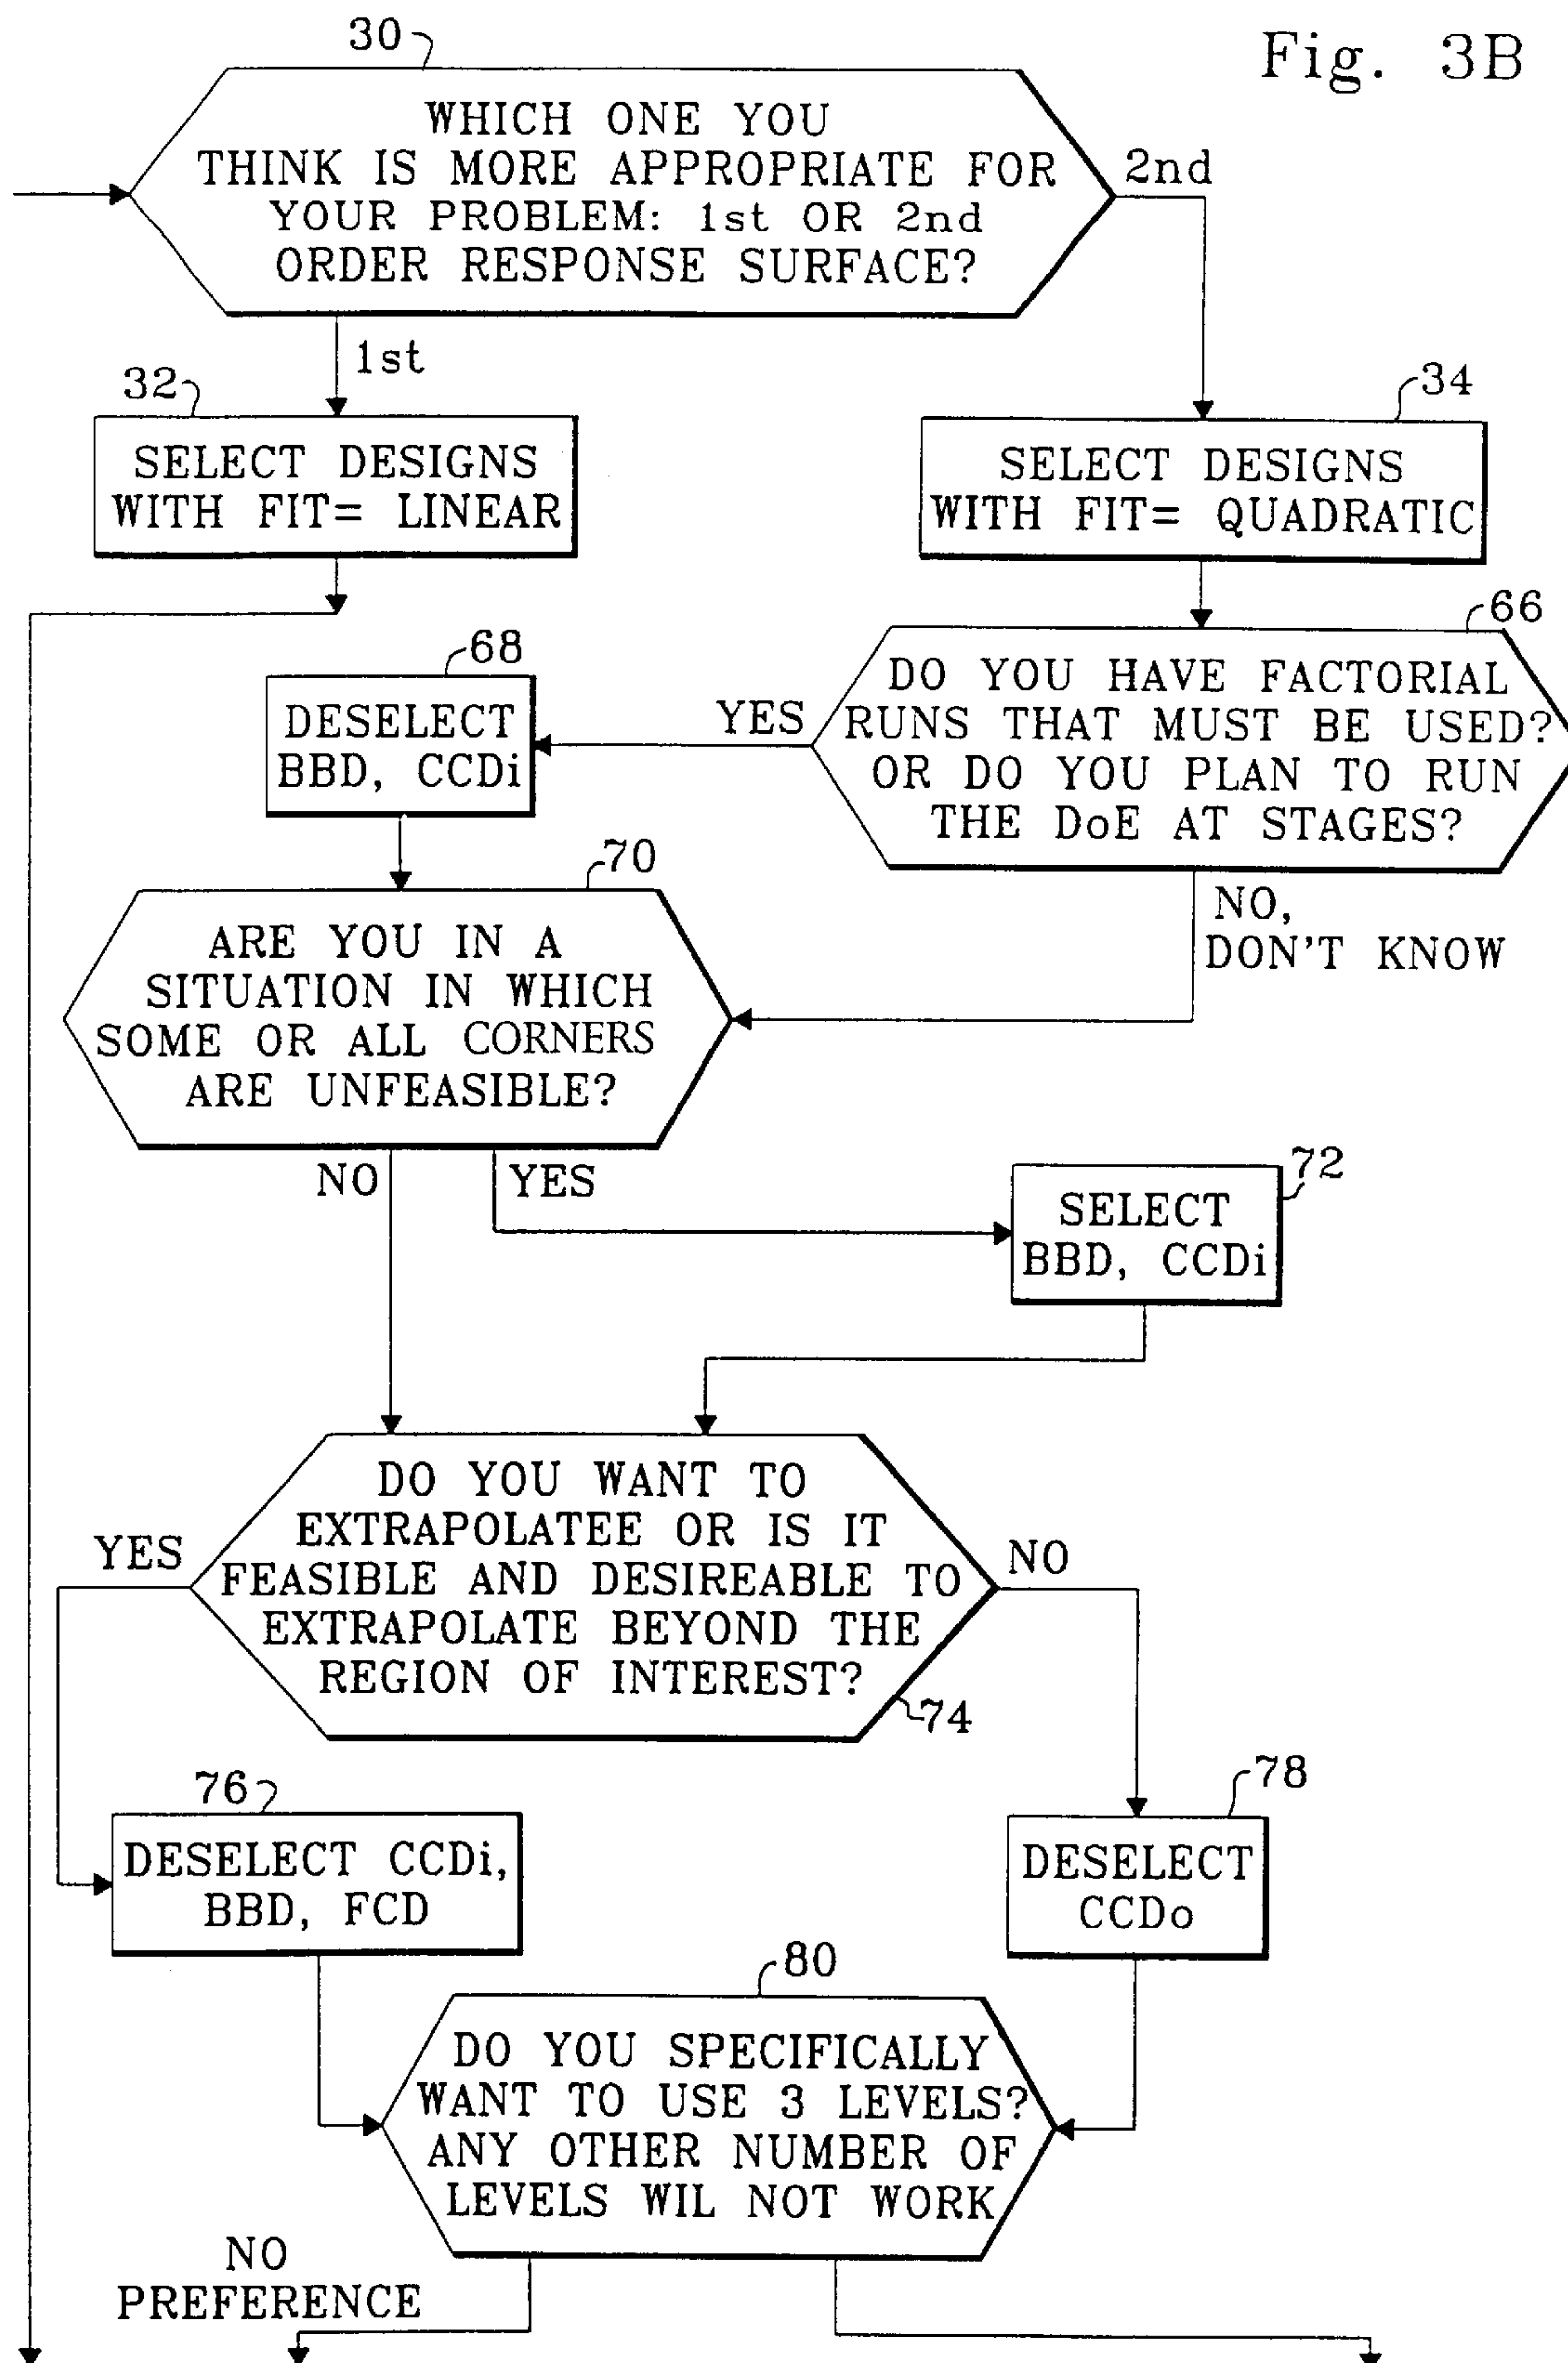 Fig. 3B
30
WHICH ONE YOU
THINK IS MORE APPROPRIATE FOR
YOUR PROBLEM: 1st OR 2nd
ORDER RESPONSE SURFACE?
2nd
1st
32
SELECT DESIGNS
WITH FIT= LINEAR
34
SELECT DESIGNS
WITH FIT= QUADRATIC
66
DO YOU HAVE FACTORIAL
RUNS THAT MUST BE USED?
OR DO YOU PLAN TO RUN
THE DoE AT STAGES?
YES
68
DESELECT
BBD, CCDi
NO,
DON'T KNOW
70
ARE YOU IN A
SITUATION IN WHICH
SOME OR ALL CORNERS
ARE UNFEASIBLE?
NO
YES
72
SELECT
BBD, CCDi
DO YOU WANT TO
EXTRAPOLATEE OR IS IT
FEASIBLE AND DESIREABLE TO
EXTRAPOLATE BEYOND THE
REGION OF INTEREST?
74
YES
NO
76
DESELECT CCDi,
BBD, FCD
78
DESELECT
CCDo
80
DO YOU SPECIFICALLY
WANT TO USE 3 LEVELS?
ANY OTHER NUMBER OF
LEVELS WIL NOT WORK
NO
PREFERENCE